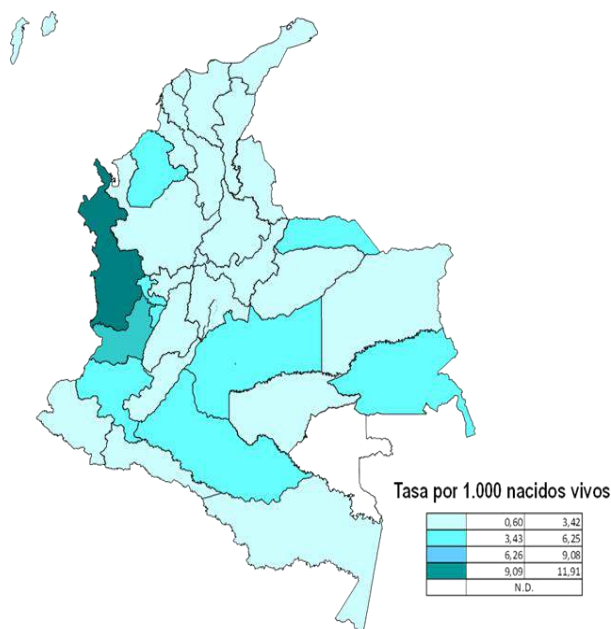 Tasa por 1.000 nacidos vivos
0,60 3,42
3,43 6,25
6,26 9,08
9,09 11,91
N.D.